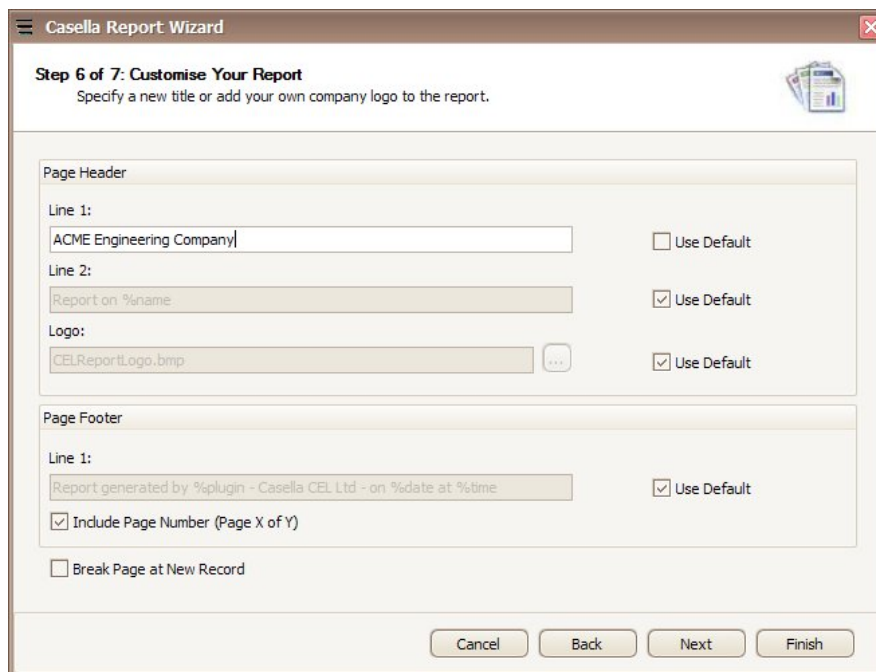 Casella Report Wizard
Step 6 of 7: Customise Your Report
Specify a new title or add your own company logo to the report.
Page Header
Line 1:
ACME Engineering Company
Use Default
Line 2:
Report on %name
Use Default
Logo:
CELReportLogo.bmp
...
Use Default
Page Footer
Line 1:
Report generated by %plugin - Casella CEL Ltd - on %date at %time
Use Default
Include Page Number (Page X of Y)
Break Page at New Record
Cancel
Back
Next
Finish